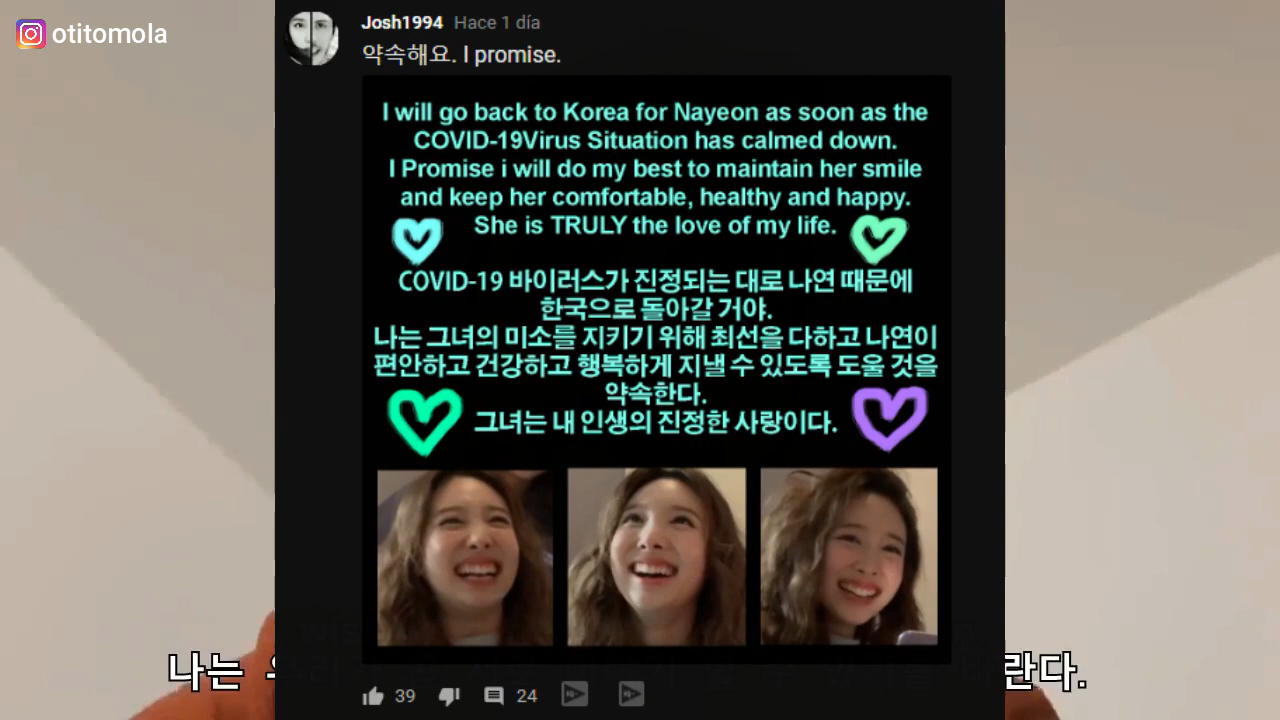 otitomola
Josh1994 Hace 1 día
약속해요. I promise.
I will go back to Korea for Nayeon as soon as the
COVID-19Virus Situation has calmed down.
I Promise i will do my best to maintain her smile
and keep her comfortable, healthy and happy.
She is TRULY the love of my life.
COVID-19 바이러스가 진정되는 대로 나연 때문에
한국으로 돌아갈 거야.
나는 그녀의 미소를 지키기 위해 최선을 다하고 나연이
편안하고 건강하고 행복하게 지낼 수 있도록 도울 것을
약속한다.
그녀는 내 인생의 진정한 사랑이다.
나는
39 24